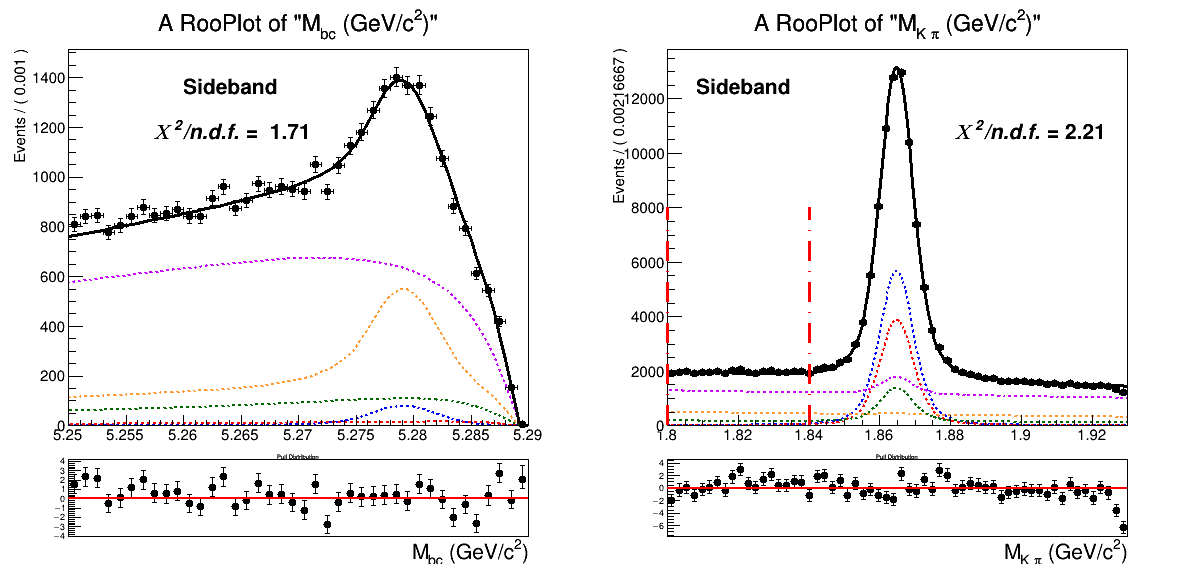 A RooPlot of "M_bc (GeV/c²)"
Events / ( 0.001 )
1400
1200
1000
800
600
400
200
0
Sideband
Χ²/n.d.f. = 1.71
5.25 5.255 5.26 5.265 5.27 5.275 5.28 5.285 5.29
Pull Distribution
4
3
2
1
0
−1
−2
−3
−4
M_bc (GeV/c²)
A RooPlot of "M_K π (GeV/c²)"
Events / ( 0.00216667 )
12000
10000
8000
6000
4000
2000
0
Sideband
Χ²/n.d.f. = 2.21
1.8 1.82 1.84 1.86 1.88 1.9 1.92
Pull Distribution
4
2
0
−2
−4
−6
M_K π (GeV/c²)